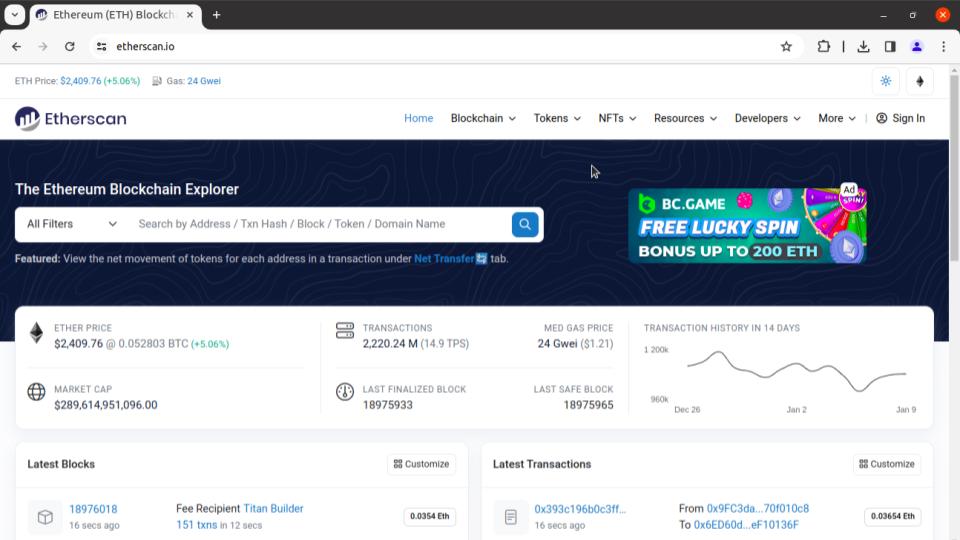 Ethereum (ETH) Blockch
etherscan.io
ETH Price: $2,409.76 (+5.06%) Gas: 24 Gwei
Etherscan
Home Blockchain Tokens NFTs Resources Developers More Sign In
The Ethereum Blockchain Explorer
All Filters Search by Address / Txn Hash / Block / Token / Domain Name
Featured: View the net movement of tokens for each address in a transaction under Net Transfer tab.
Ad
BC.GAME
SPIN!
FREE LUCKY SPIN
BONUS UP TO 200 ETH
ETHER PRICE
$2,409.76 @ 0.052803 BTC (+5.06%)
MARKET CAP
$289,614,951,096.00
TRANSACTIONS MED GAS PRICE
2,220.24 M (14.9 TPS) 24 Gwei ($1.21)
LAST FINALIZED BLOCK LAST SAFE BLOCK
18975933 18975965
TRANSACTION HISTORY IN 14 DAYS
1 200k
960k
Dec 26 Jan 2 Jan 9
Latest Blocks Customize
18976018 Fee Recipient Titan Builder 0.0354 Eth
16 secs ago 151 txns in 12 secs
Latest Transactions Customize
0x393c196b0c3ff... From 0x9FC3da...70f010c8 0.03654 Eth
16 secs ago To 0x6ED60d...eF10136F